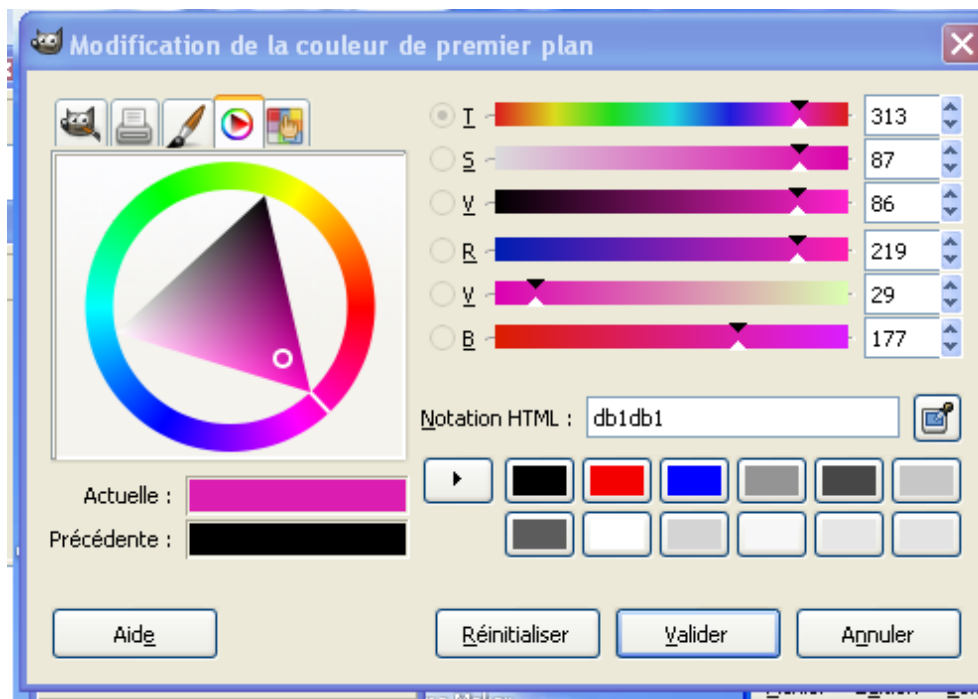 Modification de la couleur de premier plan
T 313
S 87
V 86
R 219
V 29
B 177
Notation HTML : db1db1
Actuelle :
Précédente :
Aide
Réinitialiser
Valider
Annuler